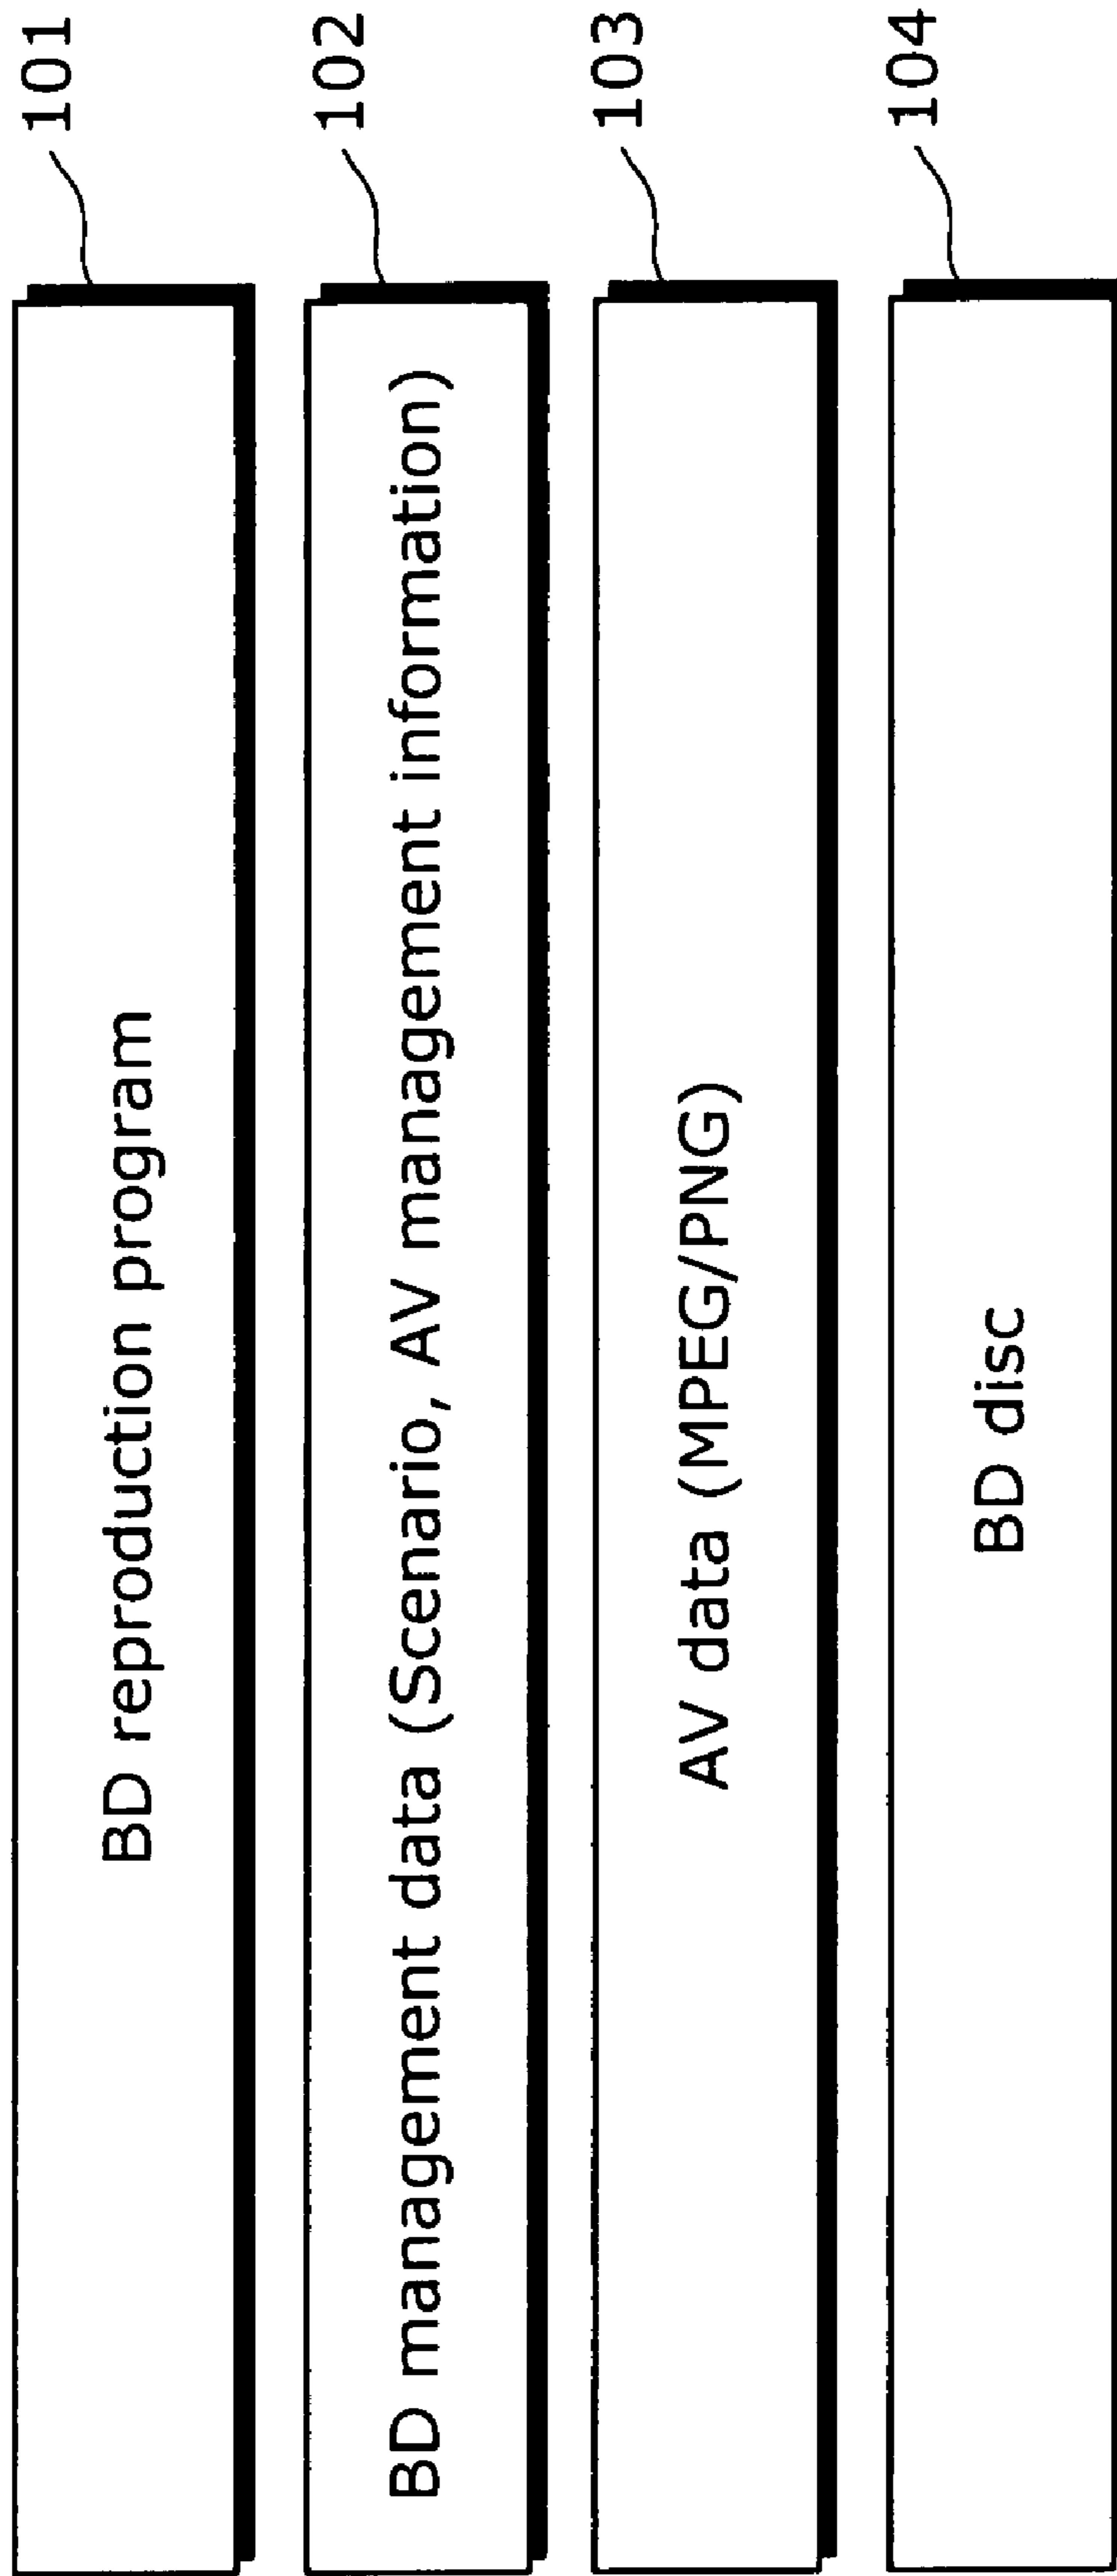 BD reproduction program
101
BD management data (Scenario, AV management information)
102
AV data (MPEG/PNG)
103
BD disc
104